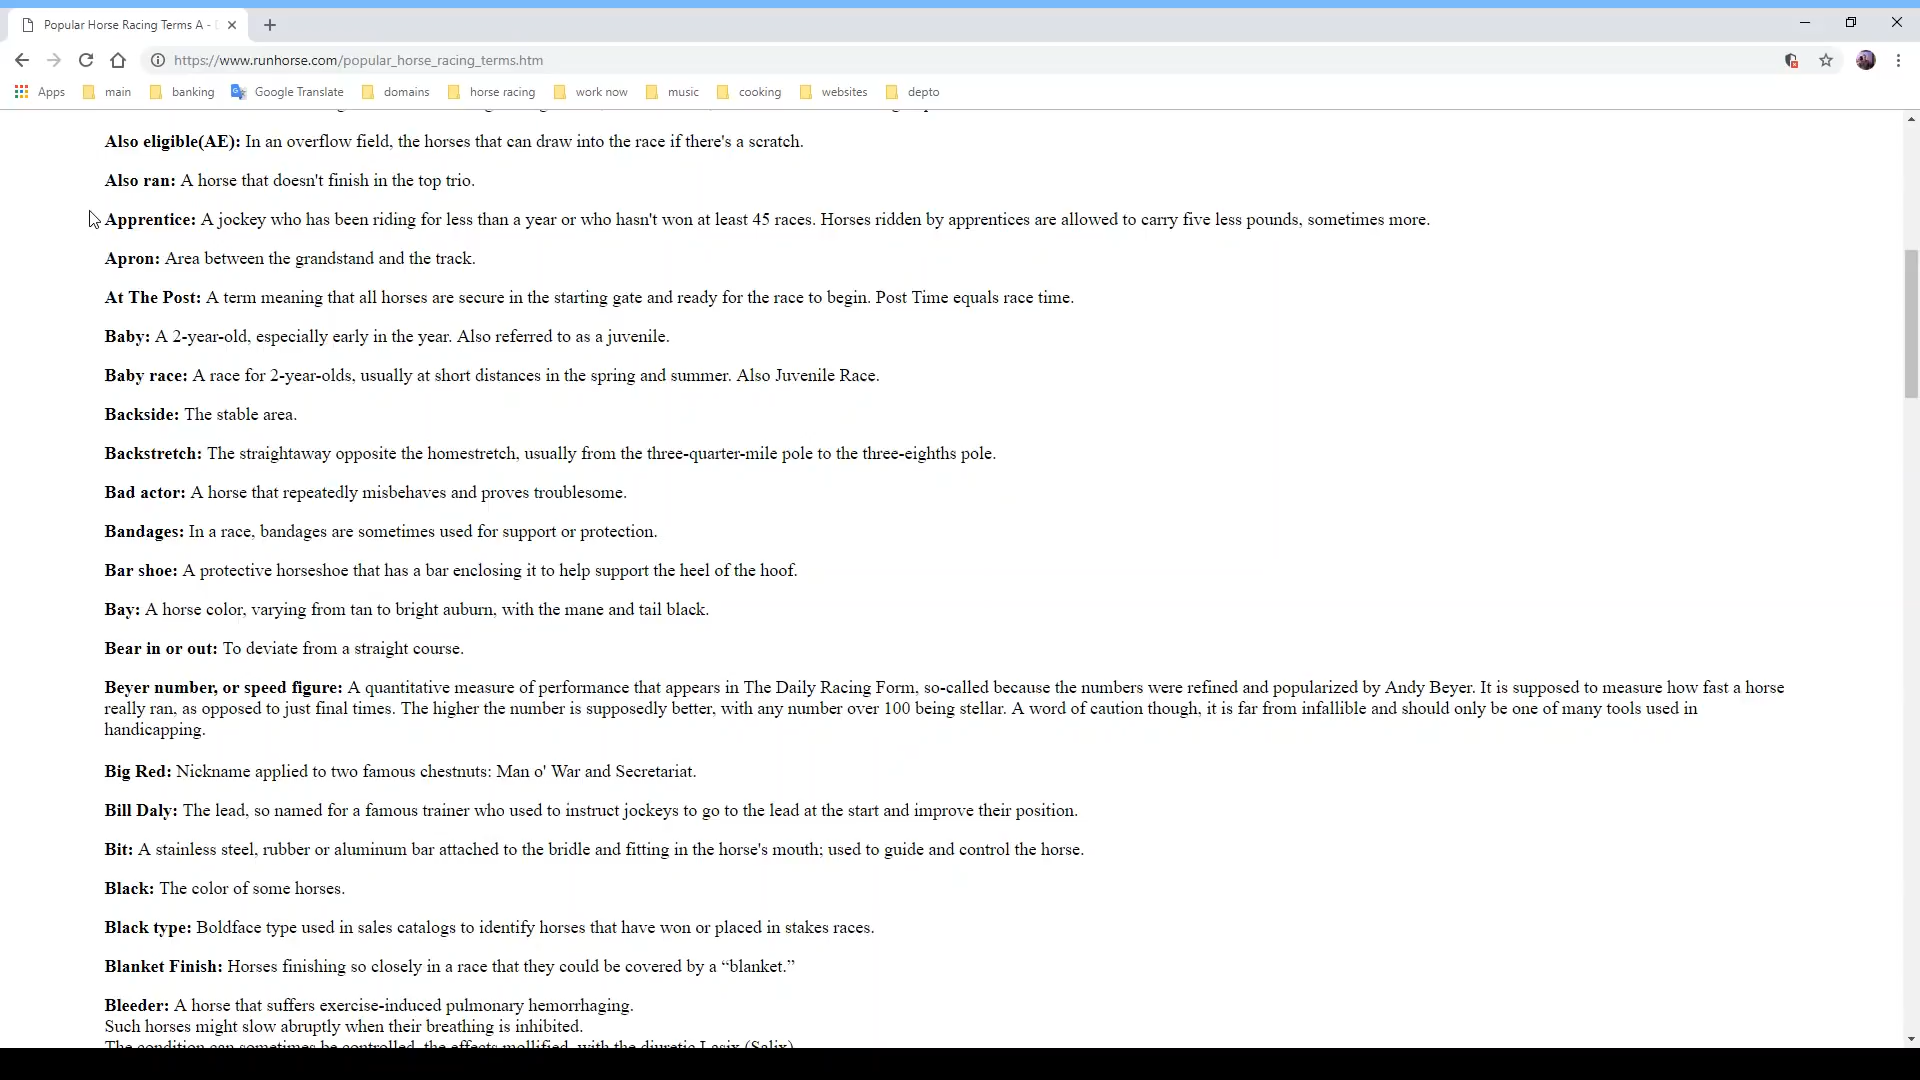 Popular Horse Racing Terms A -
https://www.runhorse.com/popular_horse_racing_terms.htm
Apps main banking Google Translate domains horse racing work now music cooking websites depto
Also eligible(AE): In an overflow field, the horses that can draw into the race if there's a scratch.
Also ran: A horse that doesn't finish in the top trio.
Apprentice: A jockey who has been riding for less than a year or who hasn't won at least 45 races. Horses ridden by apprentices are allowed to carry five less pounds, sometimes more.
Apron: Area between the grandstand and the track.
At The Post: A term meaning that all horses are secure in the starting gate and ready for the race to begin. Post Time equals race time.
Baby: A 2-year-old, especially early in the year. Also referred to as a juvenile.
Baby race: A race for 2-year-olds, usually at short distances in the spring and summer. Also Juvenile Race.
Backside: The stable area.
Backstretch: The straightaway opposite the homestretch, usually from the three-quarter-mile pole to the three-eighths pole.
Bad actor: A horse that repeatedly misbehaves and proves troublesome.
Bandages: In a race, bandages are sometimes used for support or protection.
Bar shoe: A protective horseshoe that has a bar enclosing it to help support the heel of the hoof.
Bay: A horse color, varying from tan to bright auburn, with the mane and tail black.
Bear in or out: To deviate from a straight course.
Beyer number, or speed figure: A quantitative measure of performance that appears in The Daily Racing Form, so-called because the numbers were refined and popularized by Andy Beyer. It is supposed to measure how fast a horse
really ran, as opposed to just final times. The higher the number is supposedly better, with any number over 100 being stellar. A word of caution though, it is far from infallible and should only be one of many tools used in
handicapping.
Big Red: Nickname applied to two famous chestnuts: Man o' War and Secretariat.
Bill Daly: The lead, so named for a famous trainer who used to instruct jockeys to go to the lead at the start and improve their position.
Bit: A stainless steel, rubber or aluminum bar attached to the bridle and fitting in the horse's mouth; used to guide and control the horse.
Black: The color of some horses.
Black type: Boldface type used in sales catalogs to identify horses that have won or placed in stakes races.
Blanket Finish: Horses finishing so closely in a race that they could be covered by a “blanket.”
Bleeder: A horse that suffers exercise-induced pulmonary hemorrhaging.
Such horses might slow abruptly when their breathing is inhibited.
The condition can sometimes be controlled, the effects mollified, with the diuretic Lasix (Salix)